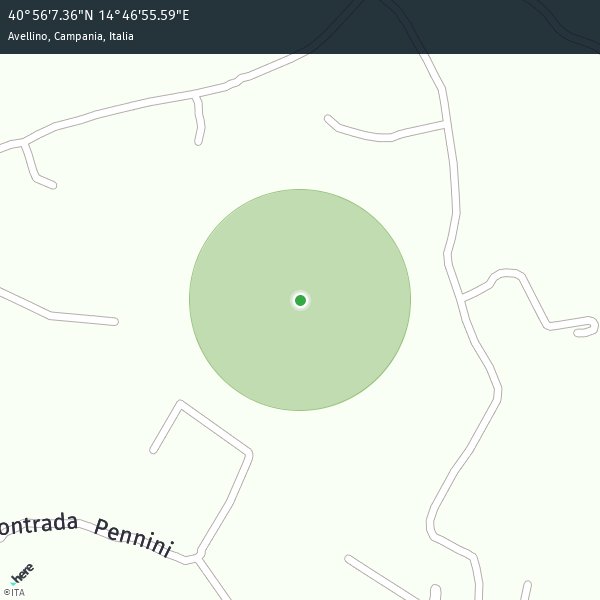 40°56'7.36"N 14°46'55.59"E
Avellino, Campania, Italia
ontrada Pennini
here
©ITA